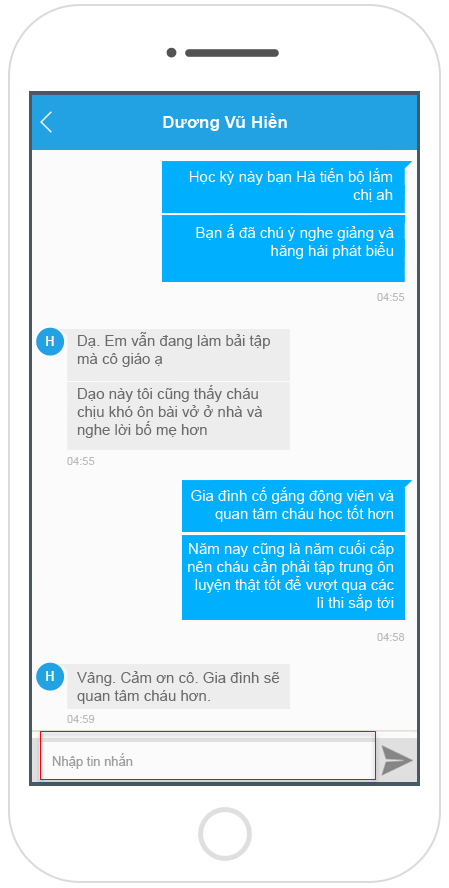 Dương Vũ Hiền
Học kỳ này bạn Hà tiến bộ lắm
chị ah
Bạn ấ đã chú ý nghe giảng và
hăng hái phát biểu
04:55
H
Dạ. Em vẫn đang làm bải tập
mà cô giáo ạ
Dạo này tôi cũng thấy cháu
chịu khó ôn bài vở ở nhà và
nghe lời bố mẹ hơn
04:55
Gia đình cố gắng động viên và
quan tâm cháu học tốt hơn
Năm nay cũng là năm cuối cấp
nên cháu cần phải tập trung ôn
luyện thật tốt để vượt qua các
lì thi sắp tới
04:58
H
Vâng. Cảm ơn cô. Gia đình sẽ
quan tâm cháu hơn.
04:59
Nhập tin nhắn